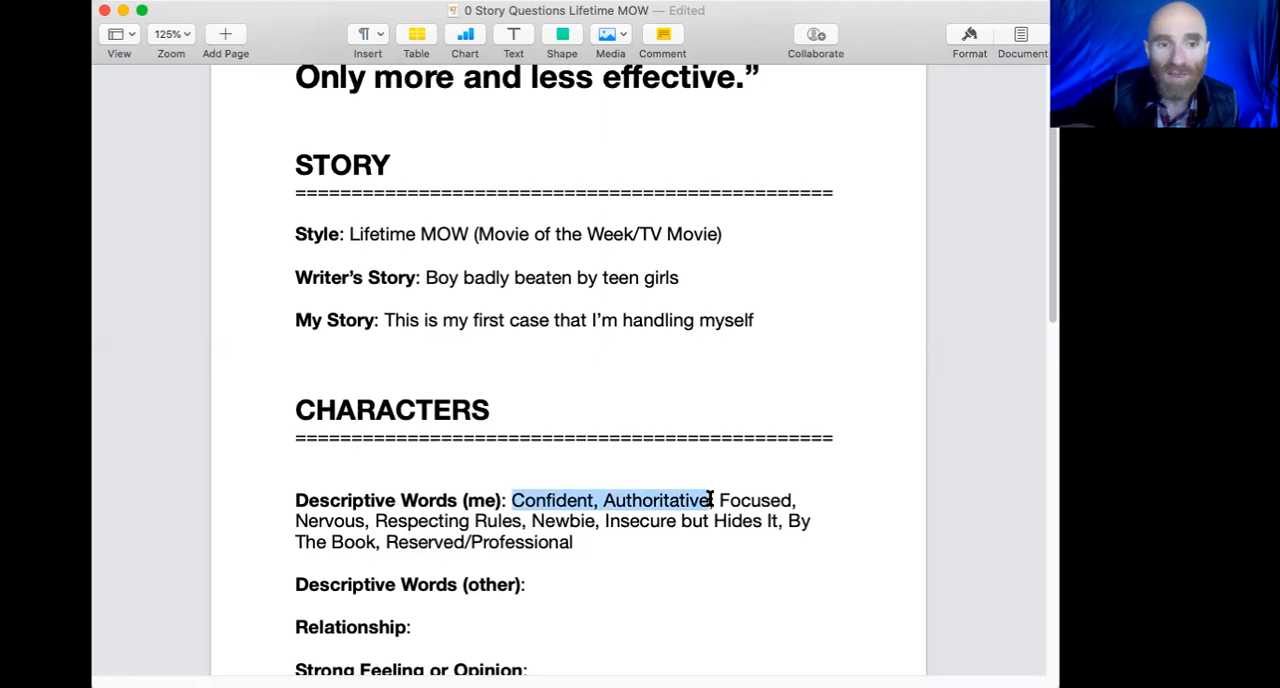 0 Story Questions Lifetime MOW — Edited
125%
View Zoom Add Page Insert Table Chart Text Shape Media Comment Collaborate Format Document
Only more and less effective.”
STORY
================================================
Style: Lifetime MOW (Movie of the Week/TV Movie)
Writer’s Story: Boy badly beaten by teen girls
My Story: This is my first case that I’m handling myself
CHARACTERS
================================================
Descriptive Words (me): Confident, Authoritative, Focused,
Nervous, Respecting Rules, Newbie, Insecure but Hides It, By
The Book, Reserved/Professional
Descriptive Words (other):
Relationship:
Strong Feeling or Opinion: